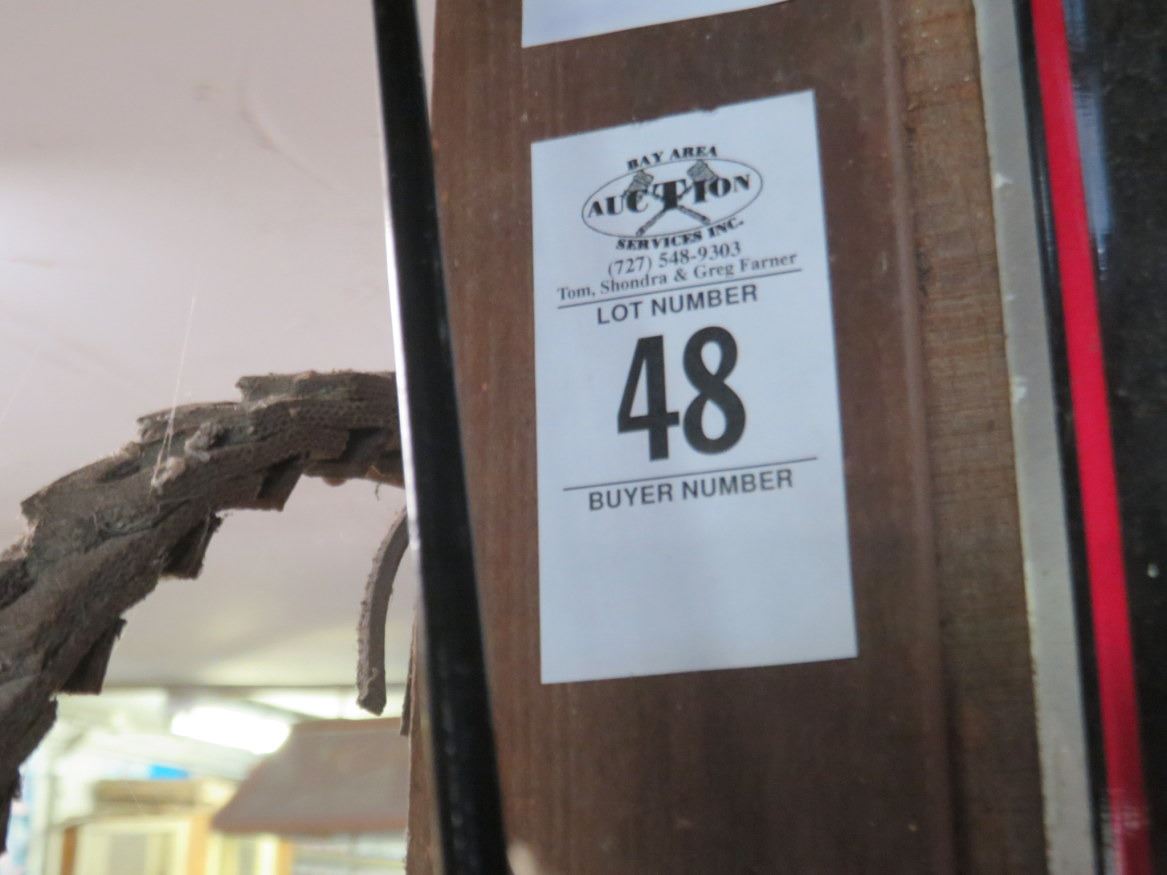 BAY AREA
AUCTION
SERVICES INC.
(727) 548-9303
Tom, Shondra & Greg Farner
LOT NUMBER
48
BUYER NUMBER